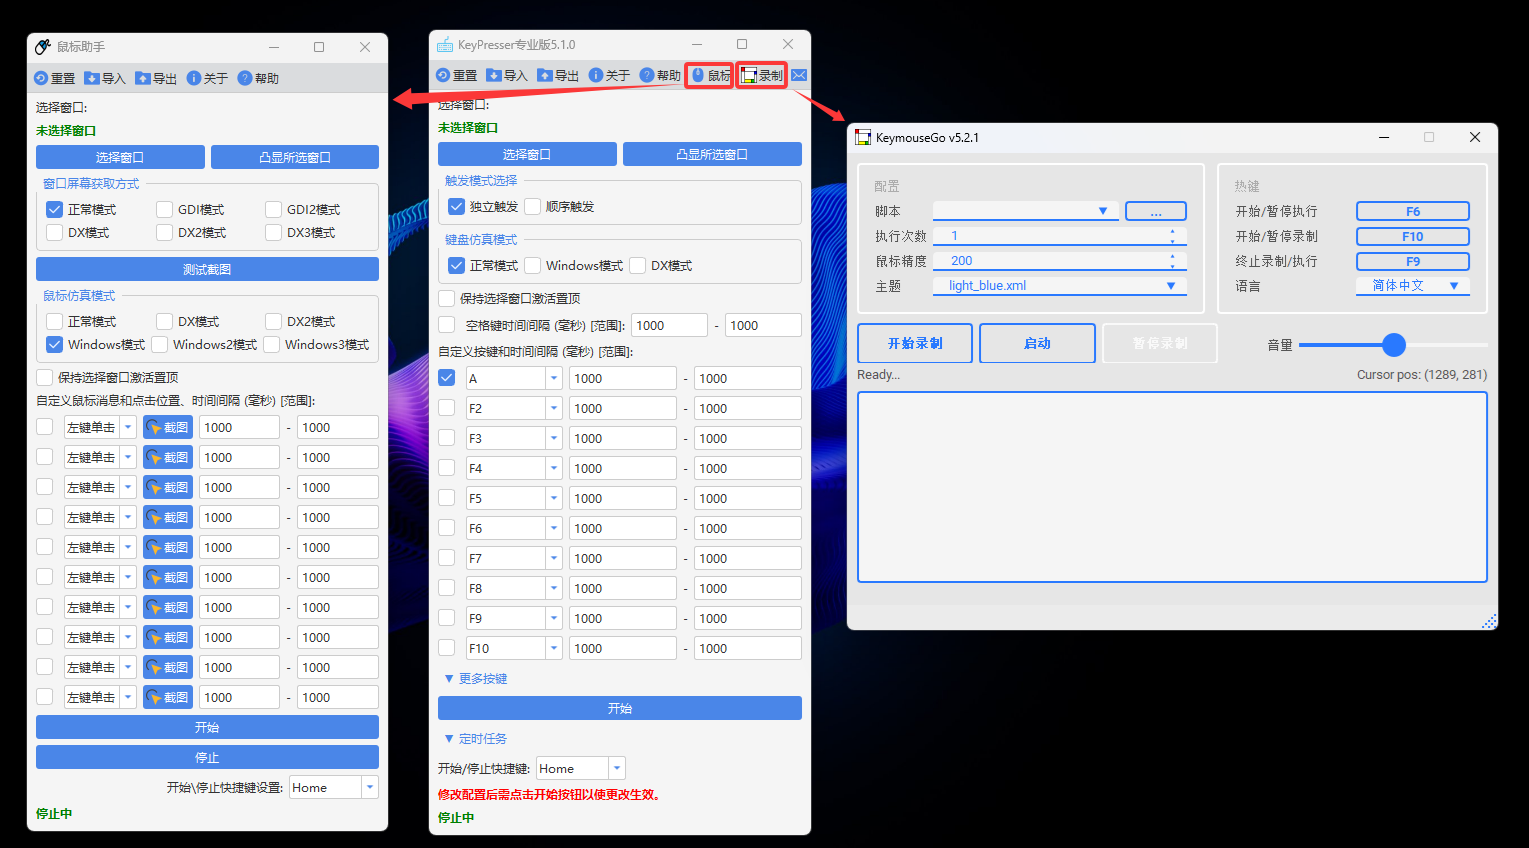 鼠标助手
重置 导入 导出 关于 帮助
选择窗口:
未选择窗口
选择窗口 凸显所选窗口
窗口屏幕获取方式
正常模式 GDI模式 GDI2模式
DX模式 DX2模式 DX3模式
测试截图
鼠标仿真模式
正常模式 DX模式 DX2模式
Windows模式 Windows2模式 Windows3模式
保持选择窗口激活置顶
自定义鼠标消息和点击位置、时间间隔 (毫秒) [范围]:
左键单击 截图 1000 - 1000
左键单击 截图 1000 - 1000
左键单击 截图 1000 - 1000
左键单击 截图 1000 - 1000
左键单击 截图 1000 - 1000
左键单击 截图 1000 - 1000
左键单击 截图 1000 - 1000
左键单击 截图 1000 - 1000
左键单击 截图 1000 - 1000
左键单击 截图 1000 - 1000
开始
停止
开始\停止快捷键设置: Home
停止中
KeyPresser专业版5.1.0
重置 导入 导出 关于 帮助 鼠标 录制
选择窗口:
未选择窗口
选择窗口 凸显所选窗口
触发模式选择
独立触发 顺序触发
键盘仿真模式
正常模式 Windows模式 DX模式
保持选择窗口激活置顶
空格键时间间隔 (毫秒) [范围]: 1000 - 1000
自定义按键和时间间隔 (毫秒) [范围]:
A 1000 - 1000
F2 1000 - 1000
F3 1000 - 1000
F4 1000 - 1000
F5 1000 - 1000
F6 1000 - 1000
F7 1000 - 1000
F8 1000 - 1000
F9 1000 - 1000
F10 1000 - 1000
▼ 更多按键
开始
▼ 定时任务
开始/停止快捷键: Home
修改配置后需点击开始按钮以使更改生效。
停止中
KeymouseGo v5.2.1
配置
脚本 ...
执行次数 1
鼠标精度 200
主题 light_blue.xml
热键
开始/暂停执行 F6
开始/暂停录制 F10
终止录制/执行 F9
语言 简体中文
开始录制 启动 暂停录制 音量
Ready... Cursor pos: (1289, 281)